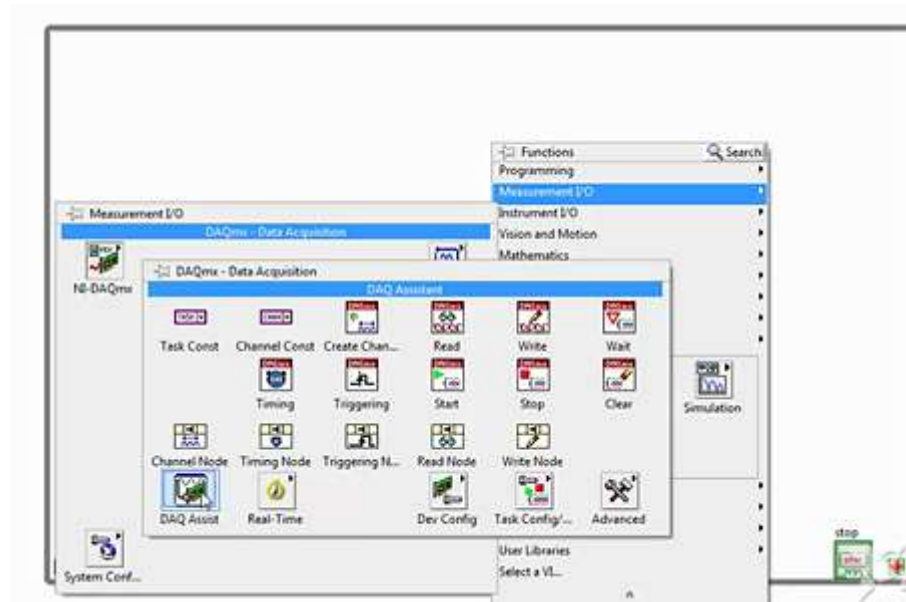 Functions
Search
Programming
Measurement I/O
Instrument I/O
Vision and Motion
Mathematics
Measurement I/O
DAQmx - Data Acquisition
NI-DAQmx
DAQmx - Data Acquisition
DAQ Assistant
Task Const Channel Const Create Chan... Read Write Wait
Timing Triggering Start Stop Clear
Simulation
Channel Node Timing Node Triggering N... Read Node Write Node
DAQ Assist Real-Time Dev Config Task Config/... Advanced
User Libraries
Select a VI...
System Conf...
stop